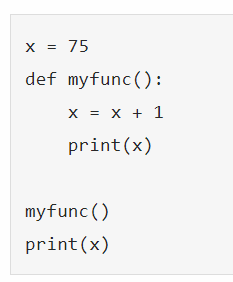 x = 75
def myfunc():
    x = x + 1
    print(x)

myfunc()
print(x)